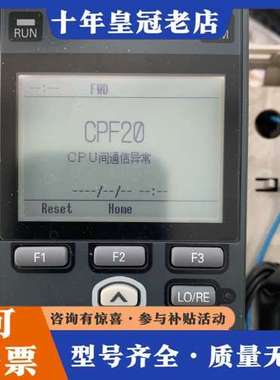 十年皇冠老店
RUN
--:-- FWD
CPF20
CPU间通信异常
----/--/-- --:--
Reset Home
F1 F2 F3
LO/RE
咨询有惊喜·参与补贴活动
票 型号齐全·质量无